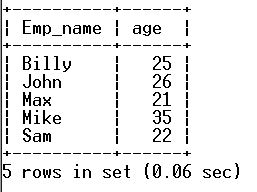 +----------+------+
| Emp_name | age  |
+----------+------+
| Billy    |   25 |
| John     |   26 |
| Max      |   21 |
| Mike     |   35 |
| Sam      |   22 |
+----------+------+
5 rows in set (0.06 sec)